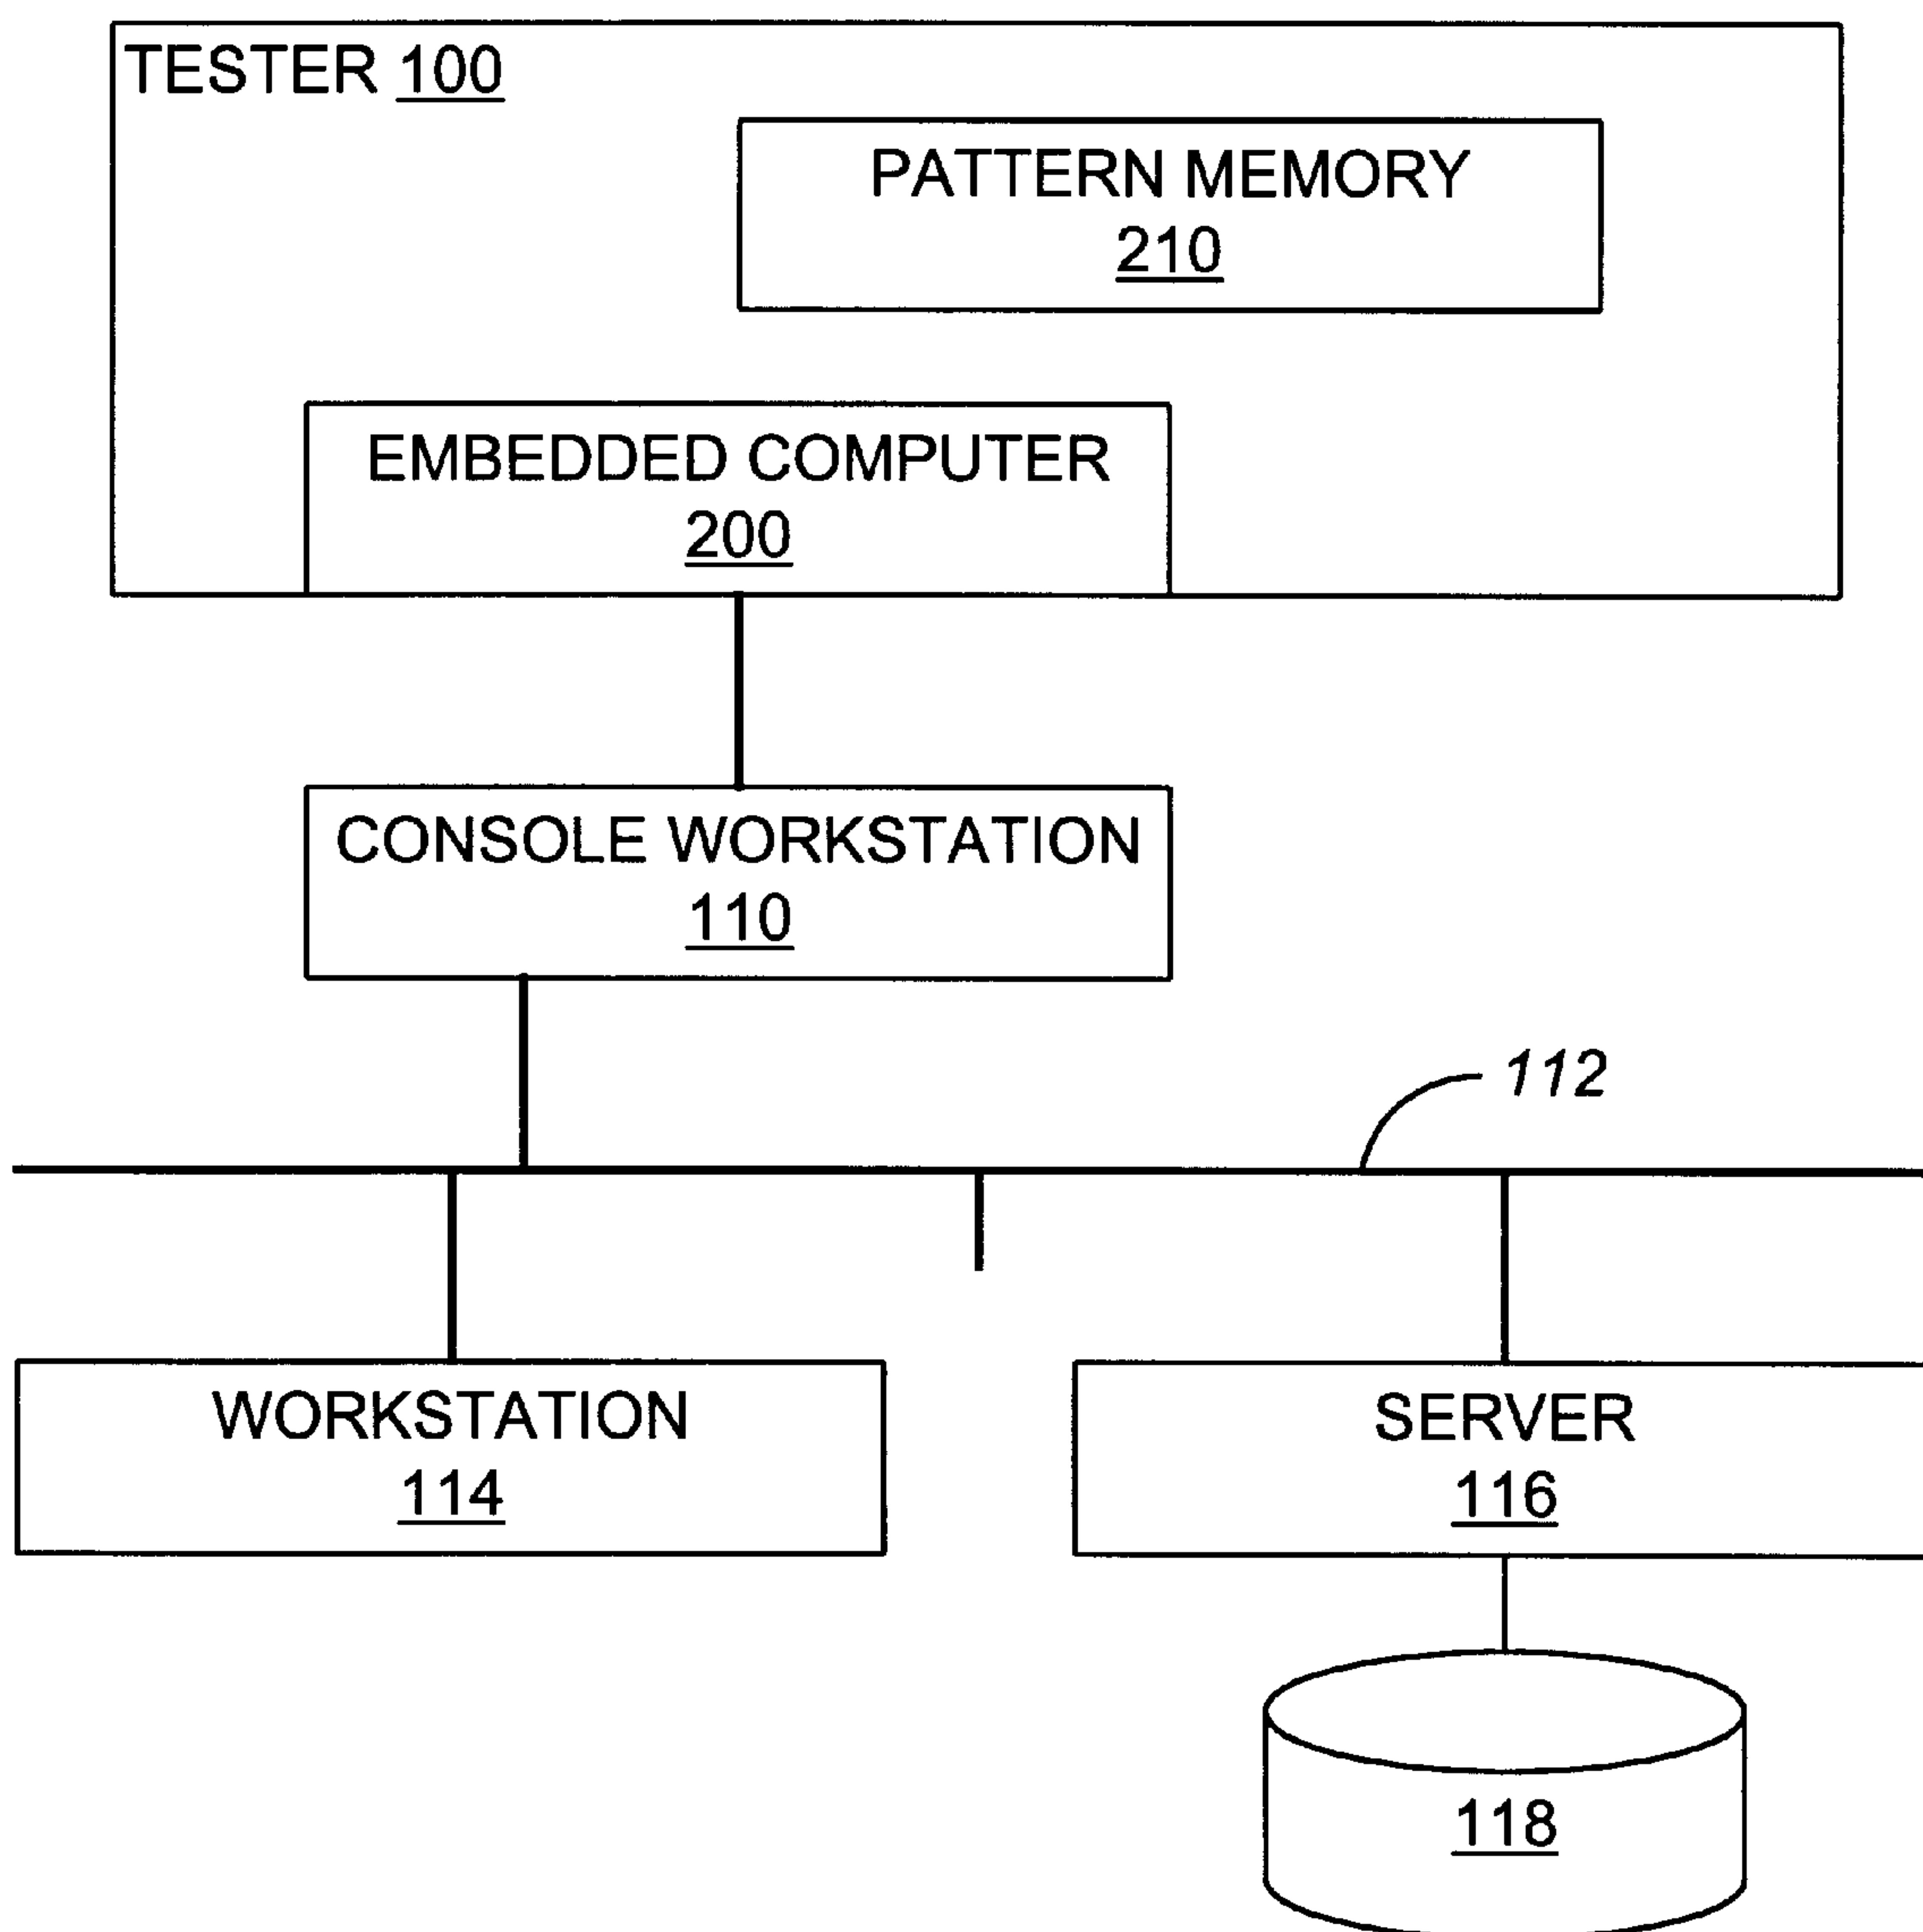 TESTER 100
PATTERN MEMORY
210
EMBEDDED COMPUTER
200
CONSOLE WORKSTATION
110
112
WORKSTATION
114
SERVER
116
118